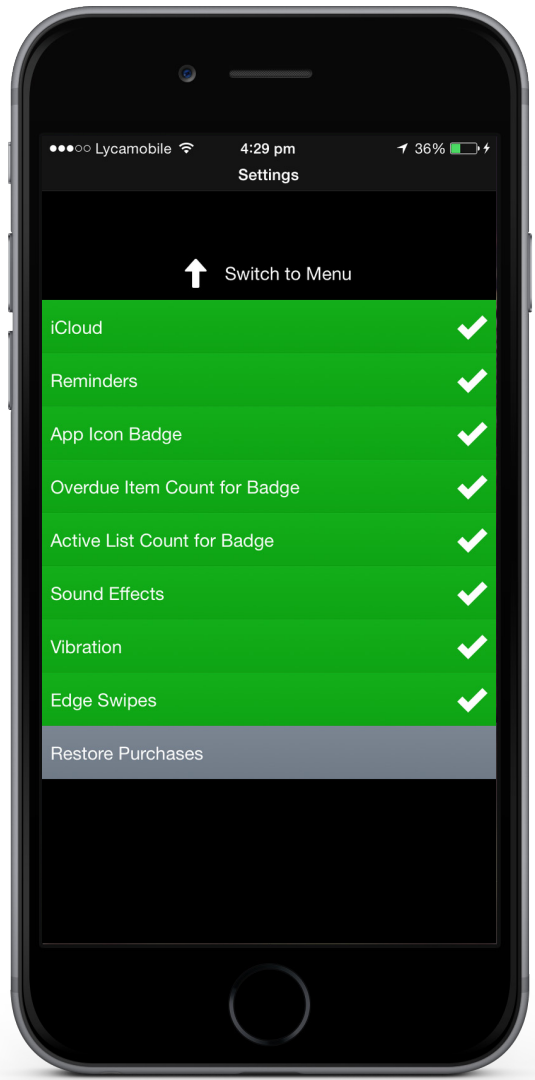 Lycamobile 4:29 pm 36%
Settings
Switch to Menu
iCloud
Reminders
App Icon Badge
Overdue Item Count for Badge
Active List Count for Badge
Sound Effects
Vibration
Edge Swipes
Restore Purchases